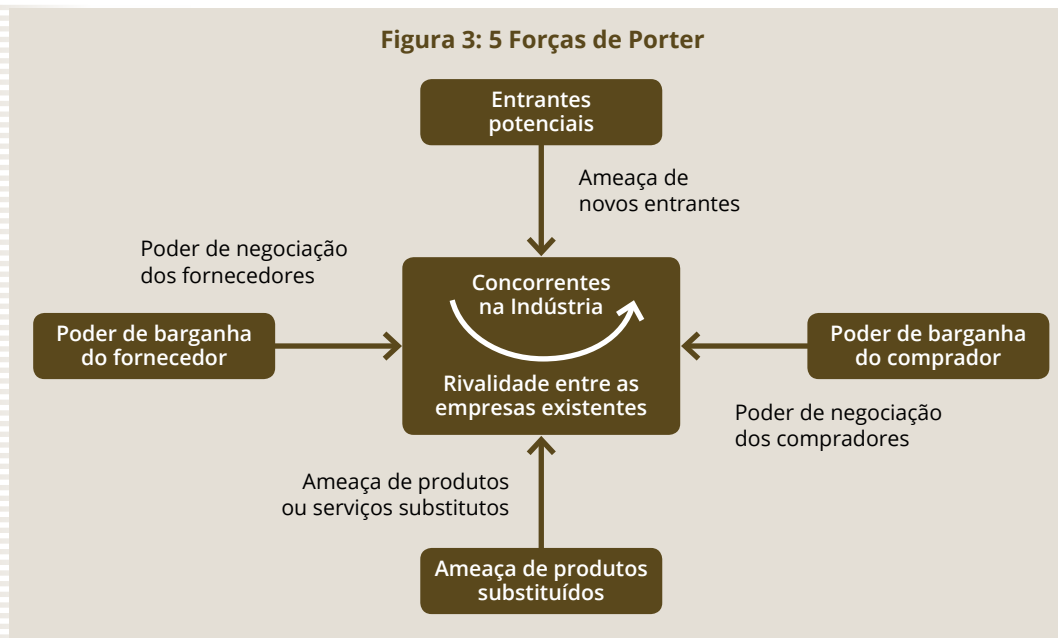 Figura 3: 5 Forças de Porter
Entrantes
potenciais
Ameaça de
novos entrantes
Poder de negociação
dos fornecedores
Concorrentes
na Indústria
Poder de barganha
do fornecedor
Poder de barganha
do comprador
Rivalidade entre as
empresas existentes
Poder de negociação
dos compradores
Ameaça de produtos
ou serviços substitutos
Ameaça de produtos
substituídos